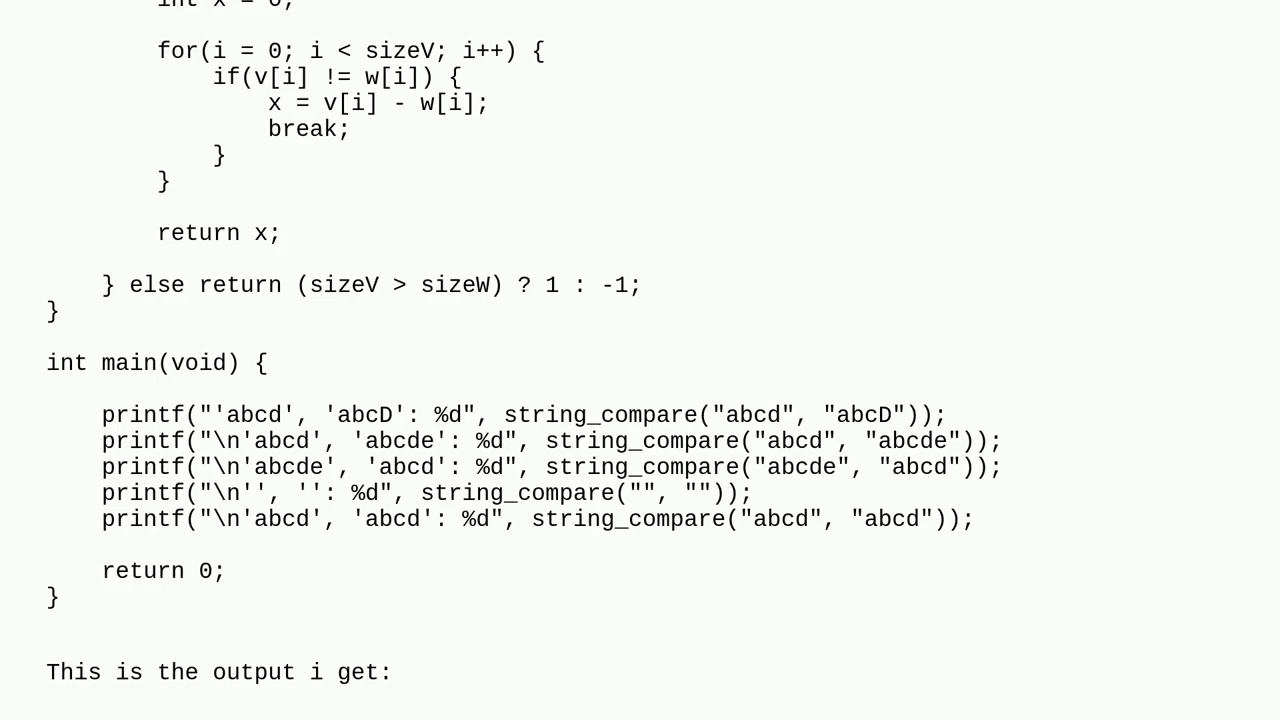 int x = 0;
for(i = 0; i < sizeV; i++) {
if(v[i] != w[i]) {
x = v[i] - w[i];
break;
}
}
return x;
} else return (sizeV > sizeW) ? 1 : -1;
}
int main(void) {
printf("'abcd', 'abcD': %d", string_compare("abcd", "abcD"));
printf("\n'abcd', 'abcde': %d", string_compare("abcd", "abcde"));
printf("\n'abcde', 'abcd': %d", string_compare("abcde", "abcd"));
printf("\n'', '': %d", string_compare("", ""));
printf("\n'abcd', 'abcd': %d", string_compare("abcd", "abcd"));
return 0;
}
This is the output i get: